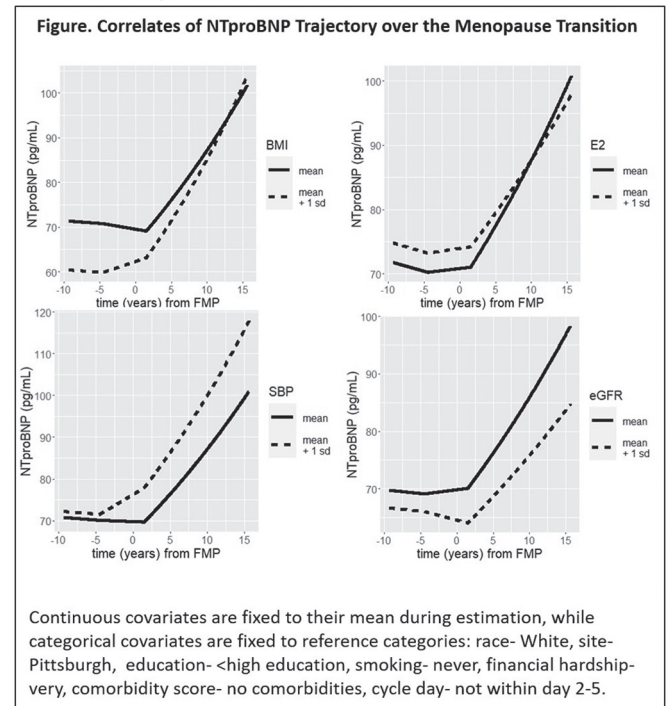 Figure. Correlates of NTproBNP Trajectory over the Menopause Transition
NTproBNP (pg/mL)
100
90
80
70
60
-10 -5 0 5 10 15
time (years) from FMP
BMI
mean
mean
+ 1 sd
NTproBNP (pg/mL)
100
90
80
70
-10 -5 0 5 10 15
time (years) from FMP
E2
mean
mean
+ 1 sd
NTproBNP (pg/mL)
120
110
100
90
80
70
-10 -5 0 5 10 15
time (years) from FMP
SBP
mean
mean
+ 1 sd
NTproBNP (pg/mL)
100
90
80
70
-10 -5 0 5 10 15
time (years) from FMP
eGFR
mean
mean
+ 1 sd
Continuous covariates are fixed to their mean during estimation, while
categorical covariates are fixed to reference categories: race- White, site-
Pittsburgh, education- <high education, smoking- never, financial hardship-
very, comorbidity score- no comorbidities, cycle day- not within day 2-5.